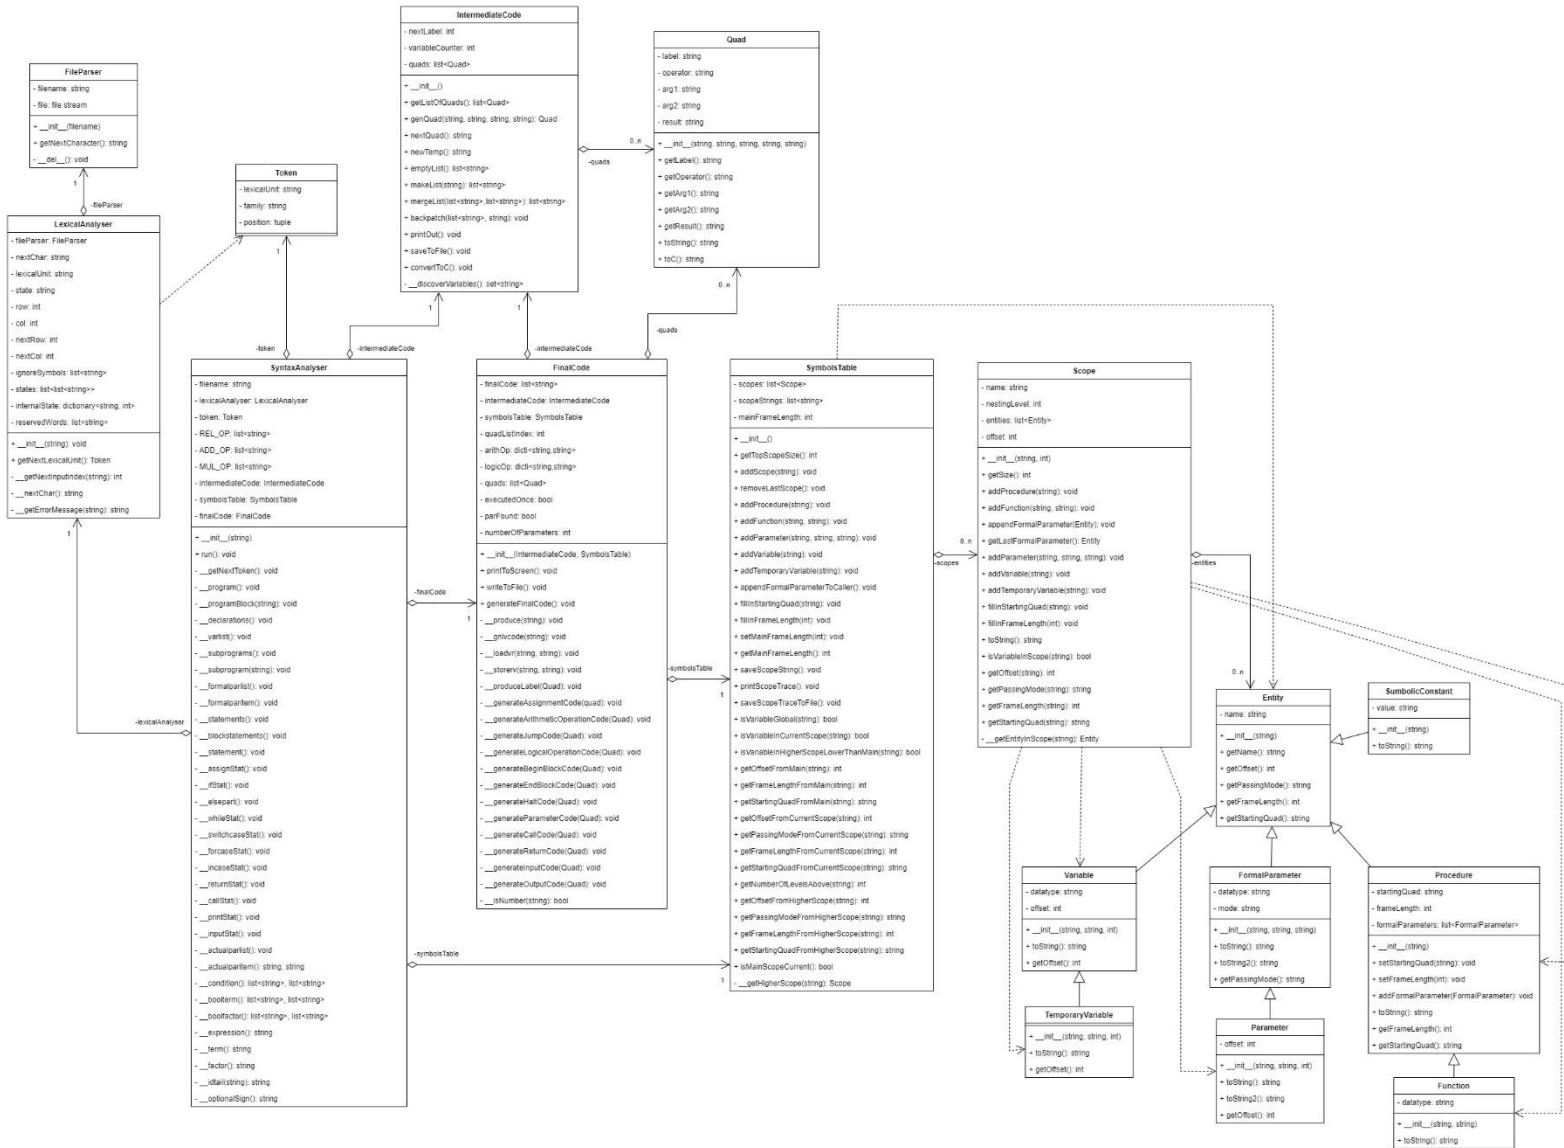 IntermediateCode
- nextLabel: int
- variableCounter: int
- quads: list<Quad>
+ __init__()
+ getListOfQuads(): list<Quad>
+ genQuad(string, string, string, string): Quad
+ nextQuad(): string
+ newTemp(): string
+ emptyList(): list<string>
+ makeList(string): list<string>
+ mergeList(list<string>,list<string>): list<string>
+ backpatch(list<string>, string): void
+ printOut(): void
+ saveToFile(): void
+ convertToC(): void
- __discoverVariables(): set<string>
Quad
- label: string
- operator: string
- arg1: string
- arg2: string
- result: string
+ __init__(string. string, string, string, string)
+ getLabel(): string
+ getOperator(): string
+ getArg1(): string
+ getArg2(): string
+ getResult(): string
+ toString(): string
+ toC(): string
FileParser
- filename: string
- file: file stream
+ __init__(filename)
+ getNextCharacter(): string
- __del__(): void
Token
- lexicalUnit: string
- family: string
- position: tuple
0..n
-quads
1
-fileParser
LexicalAnalyser
- fileParser: FileParser
- nextChar: string
- lexicalUnit: string
- state: string
- row: int
- col: int
- nextRow: int
- nextCol: int
- ignoreSymbols: list<string>
- states: list<list<string>>
- internalState: dictionary<string, int>
- reservedWords: list<string>
+ __init__(string): void
+ getNextLexicalUnit(): Token
- __getNextInputIndex(string): int
- __nextChar(): string
- __getErrorMessage(string): string
1
1
1
0..n
-token
-intermediateCode
-intermediateCode
-quads
SyntaxAnalyser
- filename: string
- lexicalAnalyser: LexicalAnalyser
- token: Token
- REL_OP: list<string>
- ADD_OP: list<string>
- MUL_OP: list<string>
- intermediateCode: IntermediateCode
- symbolsTable: SymbolsTable
- finalCode: FinalCode
+ __init__(string)
+ run(): void
- __getNextToken(): void
- __program(): void
- __programBlock(string): void
- __declarations(): void
- __varlist(): void
- __subprograms(): void
- __subprogram(string): void
- __formalparlist(): void
- __formalparitem(): void
- __statements(): void
- __blockstatements(): void
- __statement(): void
- __assignStat(): void
- __ifStat(): void
- __elsepart(): void
- __whileStat(): void
- __switchcaseStat(): void
- __forcaseStat(): void
- __incaseStat(): void
- __returnStat(): void
- __callStat(): void
- __printStat(): void
- __inputStat(): void
- __actualparlist(): void
- __actualparitem(): string, string
- __condition(): list<string>, list<string>
- __boolterm(): list<string>, list<string>
- __boolfactor(): list<string>, list<string>
- __expression(): string
- __term(): string
- __factor(): string
- __idtail(string): string
- __optionalSign(): string
1
-lexicalAnalyser
-finalCode
1
-symbolsTable
1
FinalCode
- finalCode: list<string>
- intermediateCode: IntermediateCode
- symbolsTable: SymbolsTable
- quadListIndex: int
- arithOp: dicti<string,string>
- logicOp: dicti<string,string>
- quads: list<Quad>
- executedOnce: bool
- parFound: bool
- numberOfParameters: int
+ __init__(IntermediateCode, SymbolsTable)
+ printToScreen(): void
+ writeToFile(): void
+ generateFinalCode(): void
- __produce(string): void
- __gnlvcode(string): void
- __loadvr(string, string): void
- __storerv(string, string): void
- __produceLabel(Quad): void
- __generateAssignmentCode(quad): void
- __generateArithmeticOperationCode(Quad): void
- __generateJumpCode(Quad): void
- __generateLogicalOperationCode(Quad): void
- __generateBeginBlockCode(Quad): void
- __generateEndBlockCode(Quad): void
- __generateHaltCode(Quad): void
- __generateParameterCode(Quad): void
- __generateCallCode(Quad): void
- __generateReturnCode(Quad): void
- __generateInputCode(Quad): void
- __generateOutputCode(Quad): void
- __isNumber(string): bool
-symbolsTable
1
SymbolsTable
- scopes: list<Scope>
- scopeStrings: list<string>
- mainFrameLength: int
+ __init__()
+ getTopScopeSize(): int
+ addScope(string): void
+ removeLastScope(): void
+ addProcedure(string): void
+ addFunction(string, string): void
+ addParameter(string, string, string): void
+ addVariable(string): void
+ addTemporaryVariable(string): void
+ appendFormalParameterToCaller(): void
+ fillInStartingQuad(string): void
+ fillInFrameLength(int): void
+ setMainFrameLength(int): void
+ getMainFrameLength(): int
+ saveScopeString(): void
+ printScopeTrace(): void
+ saveScopeTraceToFile(): void
+ isVariableGlobal(string): bool
+ isVariableInCurrentScope(string): bool
+ isVariableInHigherScopeLowerThanMain(string): bool
+ getOffsetFromMain(string): int
+ getFrameLengthFromMain(string): int
+ getStartingQuadFromMain(string): string
+ getOffsetFromCurrentScope(string): int
+ getPassingModeFromCurrentScope(string): string
+ getFrameLengthFromCurrentScope(string): int
+ getStartingQuadFromCurrentScope(string): string
+ getNumberOfLevelsAbove(string): int
+ getOffsetFromHigherScope(string): int
+ getPassingModeFromHigherScope(string): string
+ getFrameLengthFromHigherScope(string): int
+ getStartingQuadFromHigherScope(string): string
+ isMainScopeCurrent(): bool
- __getHigherScope(string): Scope
0..n
-scopes
Scope
- name: string
- nestingLevel: int
- entities: list<Entity>
- offset: int
+ __init__(string, int)
+ getSize(): int
+ addProcedure(string): void
+ addFunction(string, string): void
+ appendFormalParameter(Entity): void
+ getLastFormalParameter(): Entity
+ addParameter(string, string, string): void
+ addVariable(string): void
+ addTemporaryVariable(string): void
+ fillInStartingQuad(string): void
+ fillInFrameLength(int): void
+ toString(): string
+ isVariableInScope(string): bool
+ getOffset(string): int
+ getPassingMode(string): string
+ getFrameLength(string): int
+ getStartingQuad(string): string
- __getEntityInScope(string): Entity
-entities
0..n
Entity
- name: string
+ __init__(string)
+ getName(): string
+ getOffset(): int
+ getPassingMode(): string
+ getFrameLength(): int
+ getStartingQuad(): string
SumbolicConstant
- value: string
+ __init__(string)
+ toString(): string
Variable
- datatype: string
- offset: int
+ __init__(string, string, int)
+ toString(): string
+ getOffset(): int
FormalParameter
- datatype: string
- mode: string
+ __init__(string, string, string)
+ toString(): string
+ toString2(): string
+ getPassingMode(): string
Procedure
- startingQuad: string
- frameLength: int
- formalParameters: list<FormalParameter>
+ __init__(string)
+ setStartingQuad(string): void
+ setFrameLength(int): void
+ addFormalParameter(FormalParameter): void
+ toString(): string
+ getFrameLength(): int
+ getStartingQuad(): string
TemporaryVariable
+ __init__(string, string, int)
+ toString(): string
+ getOffset(): int
Parameter
- offset: int
+ __init__(string, string, int)
+ toString(): string
+ toString2(): string
+ getOffset(): int
Function
- datatype: string
+ __init__(string, string)
+ toString(): string